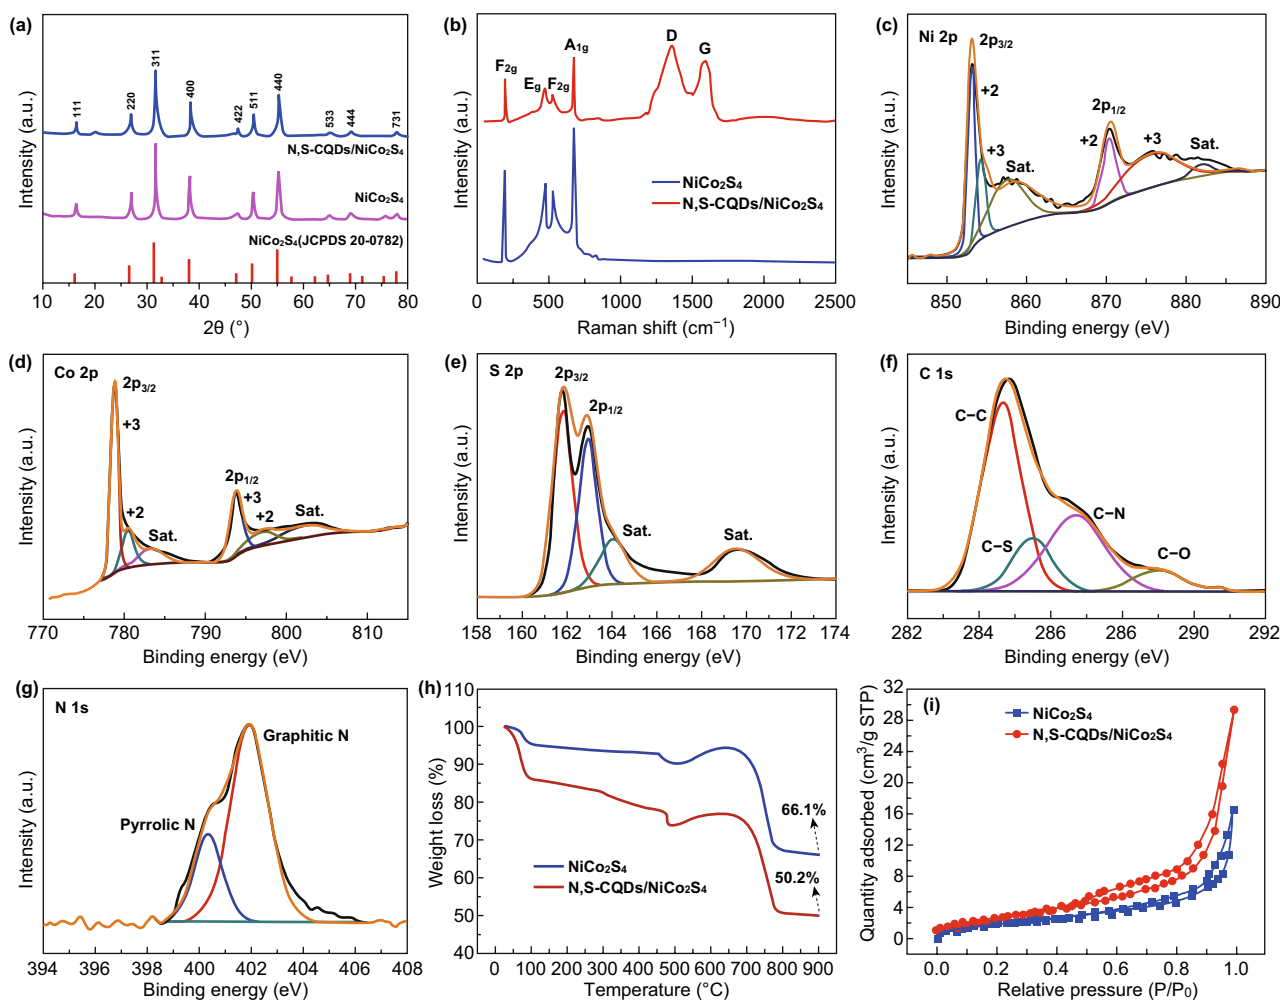 (a)
111
220
311
400
422
511
440
533
444
731
N,S-CQDs/NiCo₂S₄
NiCo₂S₄
NiCo₂S₄(JCPDS 20-0782)
Intensity (a.u.)
10 20 30 40 50 60 70 80
2θ (°)
(b)
F₂g
Eg
F₂g
A₁g
D
G
NiCo₂S₄
N,S-CQDs/NiCo₂S₄
Intensity (a.u.)
0 500 1000 1500 2000 2500
Raman shift (cm⁻¹)
(c)
Ni 2p
2p₃/₂
+2
+3
Sat.
2p₁/₂
+2
+3
Sat.
Intensity (a.u.)
850 860 870 880 890
Binding energy (eV)
(d)
Co 2p
2p₃/₂
+3
+2
Sat.
2p₁/₂
+3
+2
Sat.
Intensity (a.u.)
770 780 790 800 810
Binding energy (eV)
(e)
S 2p
2p₃/₂
2p₁/₂
Sat.
Sat.
Intensity (a.u.)
158 160 162 164 166 168 170 172 174
Binding energy (eV)
(f)
C 1s
C−C
C−S
C−N
C−O
Intensity (a.u.)
282 284 286 286 290 292
Binding energy (eV)
(g)
N 1s
Graphitic N
Pyrrolic N
Intensity (a.u.)
394 396 398 400 402 404 406 408
Binding energy (eV)
(h)
110
100
90
80
70
60
50
40
66.1%
50.2%
NiCo₂S₄
N,S-CQDs/NiCo₂S₄
Weight loss (%)
0 100 200 300 400 500 600 700 800 900
Temperature (°C)
(i)
32
28
24
20
16
12
8
4
0
NiCo₂S₄
N,S-CQDs/NiCo₂S₄
Quantity adsorbed (cm³/g STP)
0.0 0.2 0.4 0.6 0.8 1.0
Relative pressure (P/P₀)